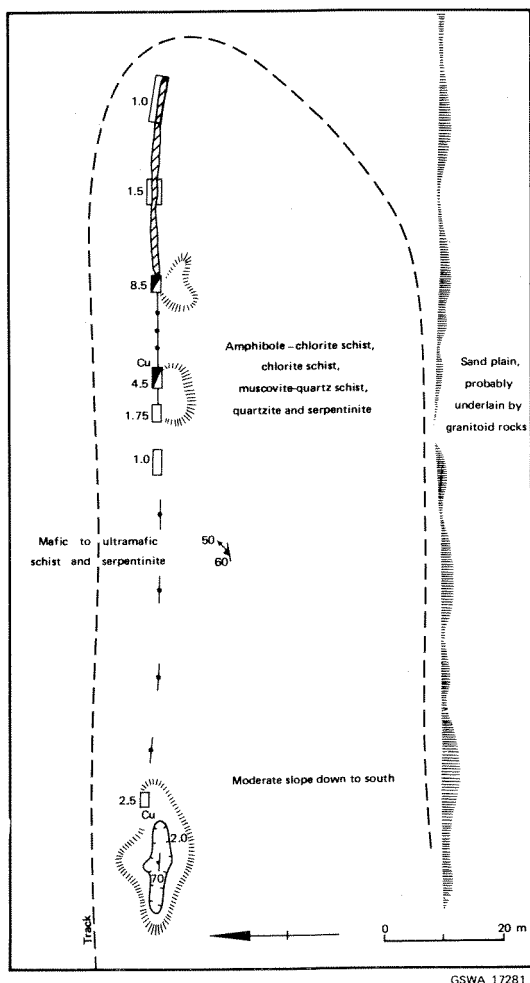 1.0
1.5
8.5
Cu
4.5
1.75
1.0
Amphibole–chlorite schist,
chlorite schist,
muscovite-quartz schist,
quartzite and serpentinite
Sand plain,
probably
underlain by
granitoid rocks
Mafic to ultramafic
schist and serpentinite
50
60
Moderate slope down to south
2.5
Cu
2.0
70
Track
0
20 m
GSWA 17281